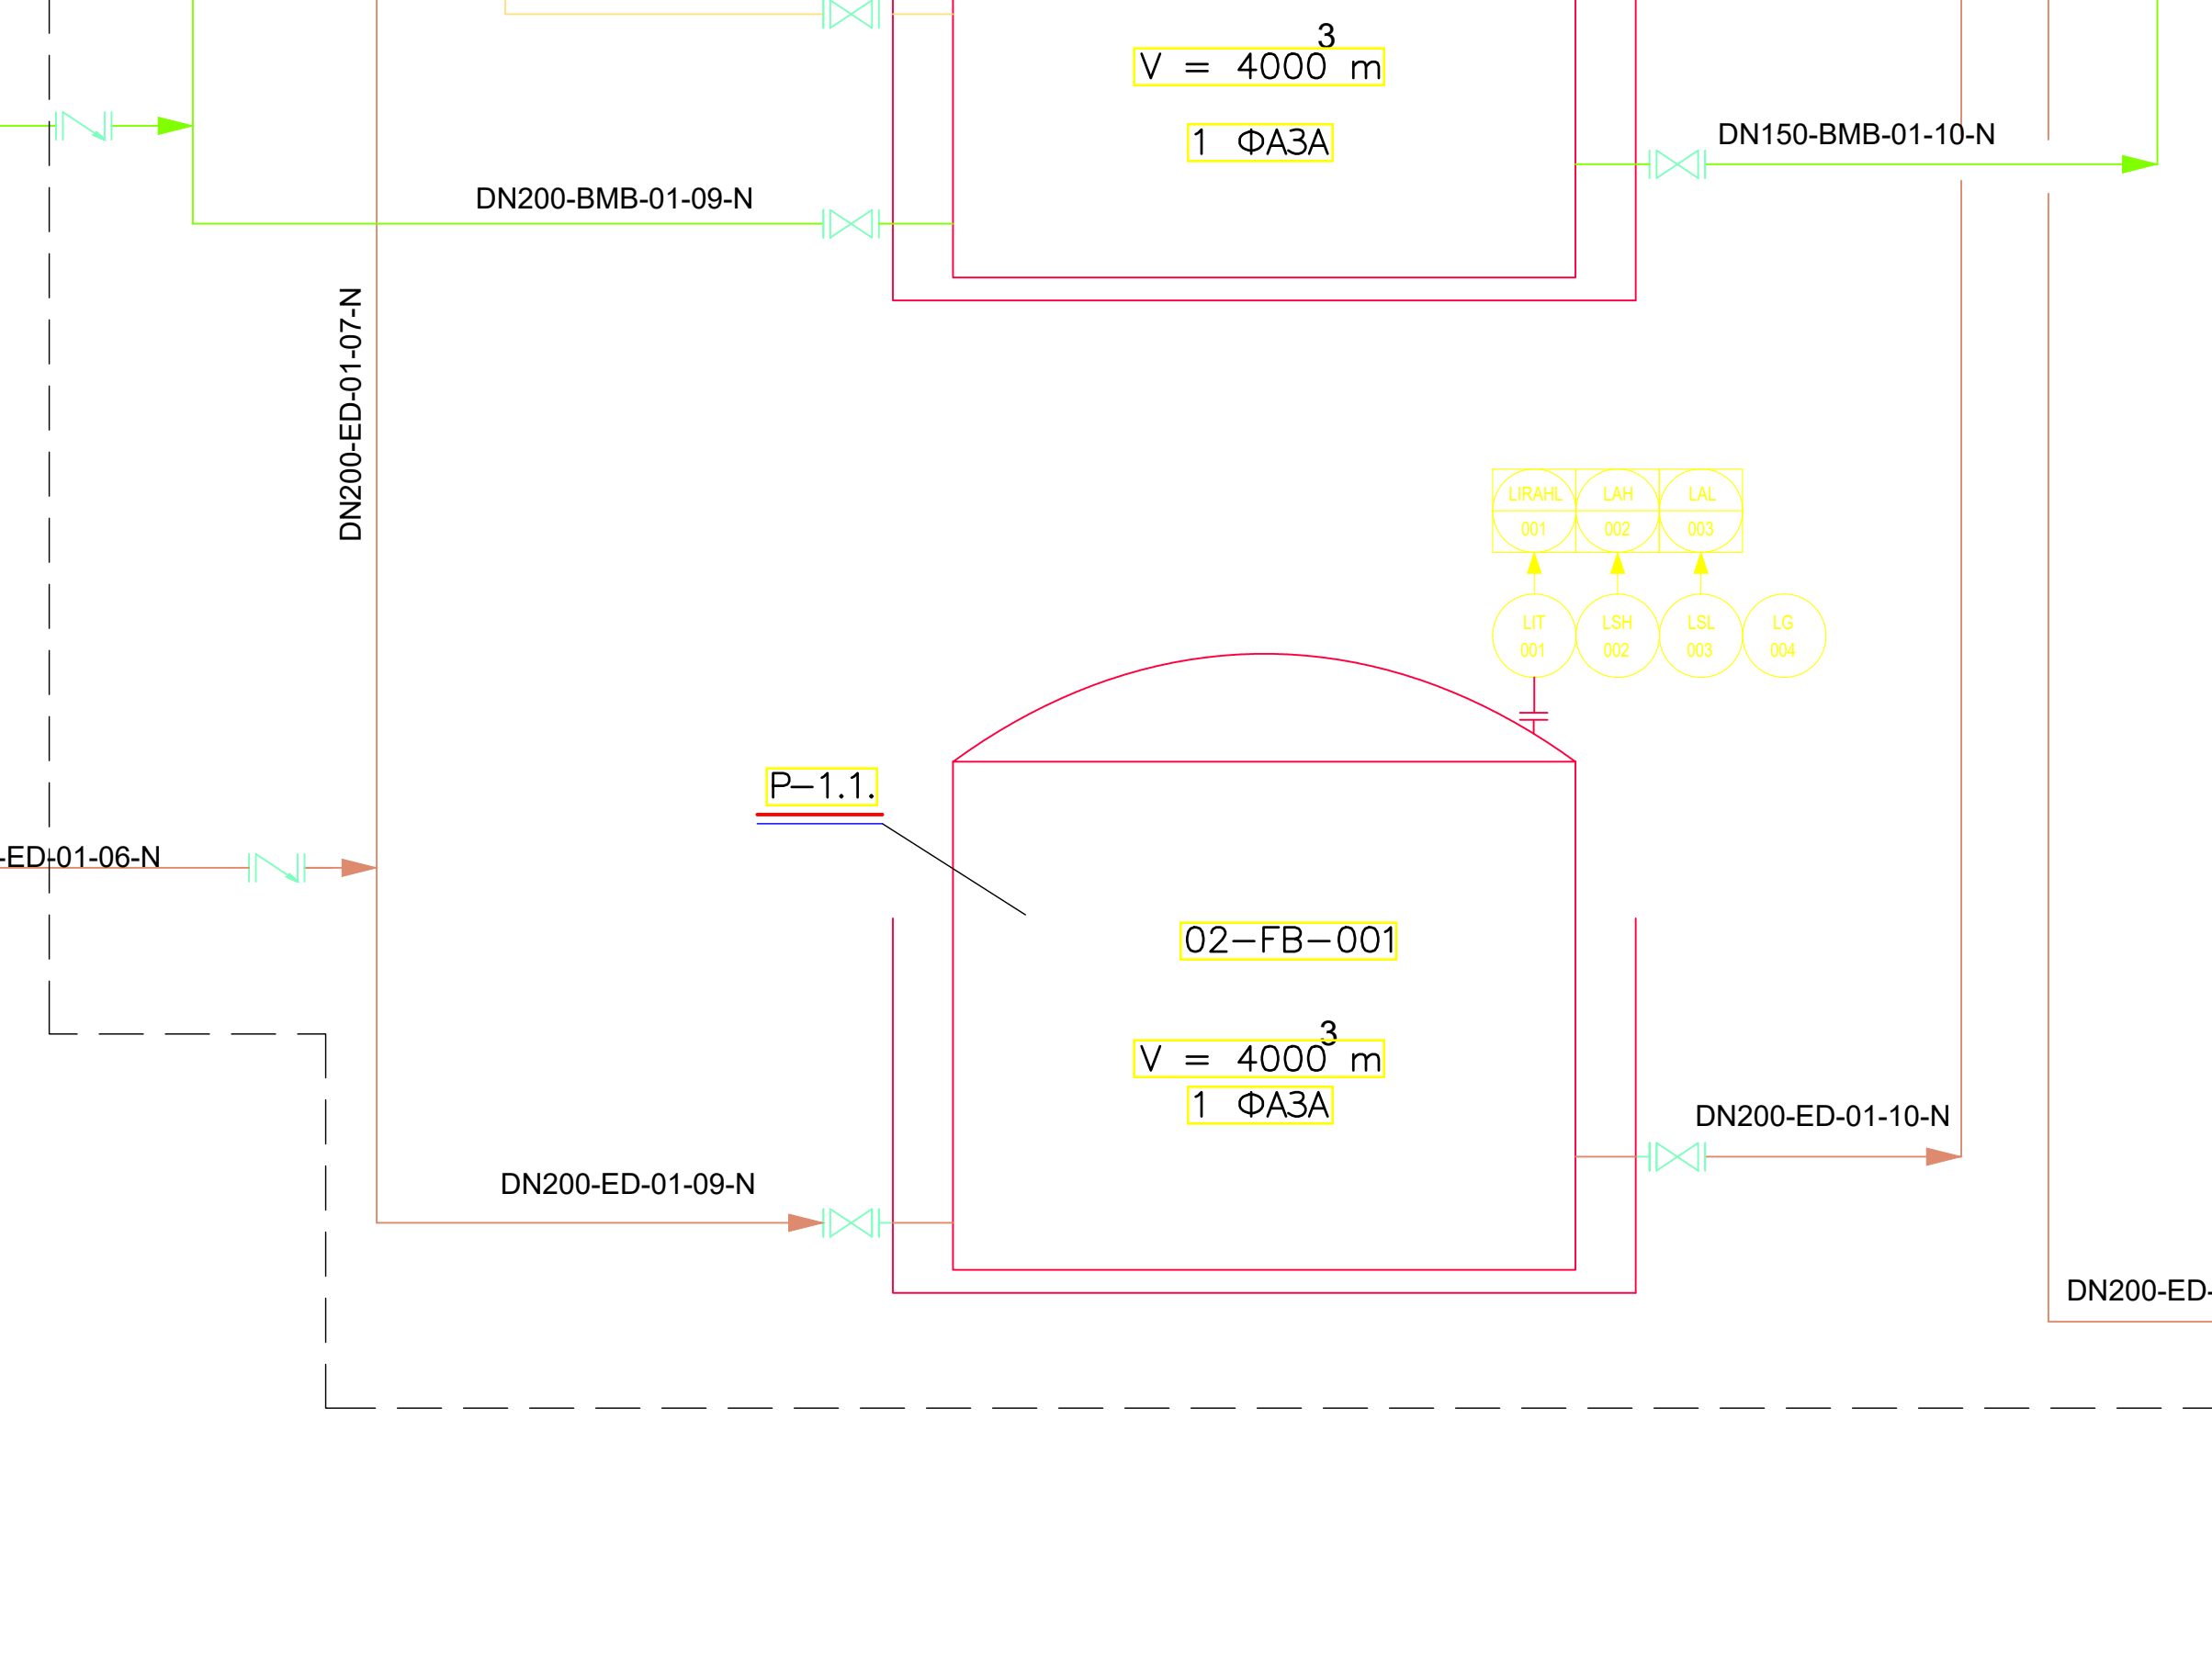 3
V = 4000 m
1 ФАЗА
DN150-BMB-01-10-N
DN200-BMB-01-09-N
DN200-ED-01-07-N
LIRAHL LAH LAL
001 002 003
LIT LSH LSL LG
001 002 003 004
P-1.1.
-ED-01-06-N
02-FB-001
3
V = 4000 m
1 ФАЗА
DN200-ED-01-10-N
DN200-ED-01-09-N
DN200-ED-